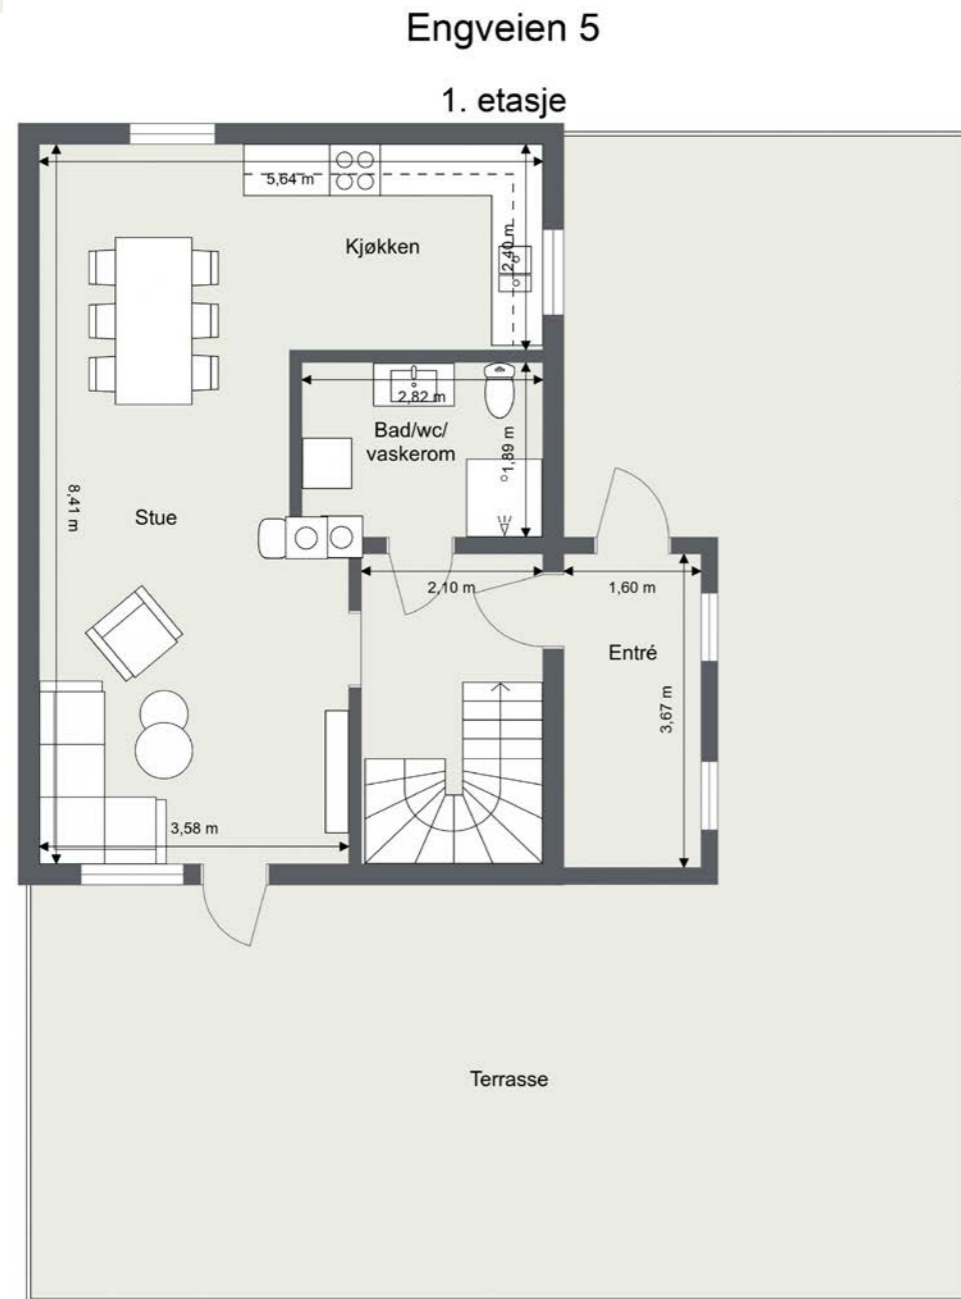 Engveien 5
1. etasje
5,64 m
Kjøkken
2,40 m
2,82 m
Bad/wc/
vaskerom
1,89 m
8,41 m
Stue
2,10 m
1,60 m
Entré
3,67 m
3,58 m
Terrasse